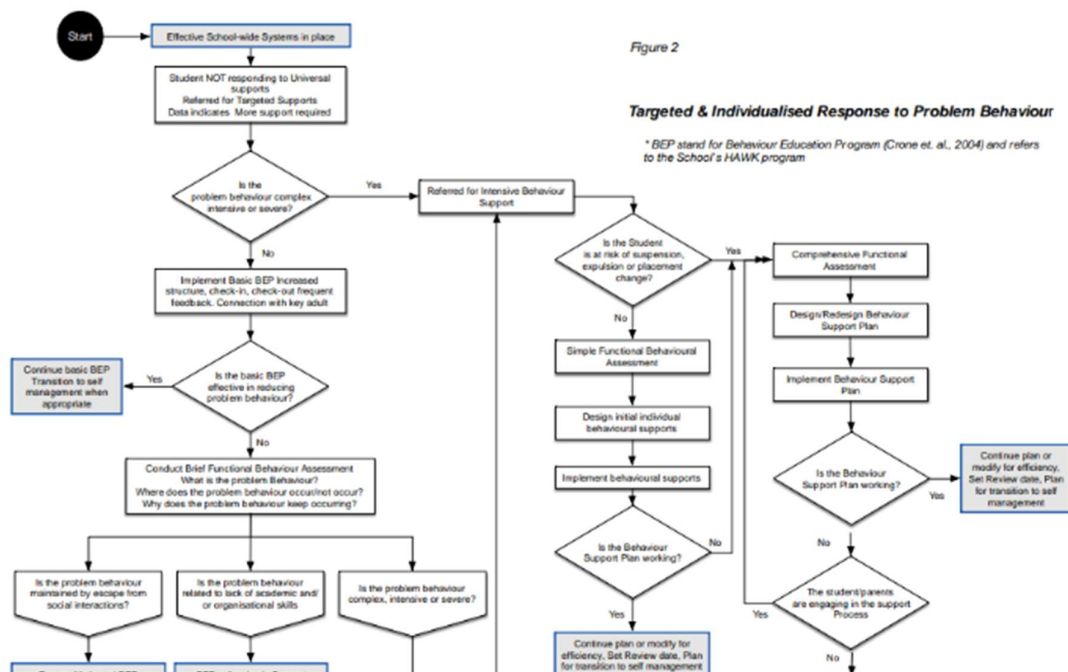 Start
Effective School-wide Systems in place
Figure 2
Student NOT responding to Universal
supports
Referred for Targeted Supports
Data indicates More support required
Targeted & Individualised Response to Problem Behaviour
* BEP stand for Behaviour Education Program (Crone et. al., 2004) and refers
to the School's HAWK program
Is the
problem behaviour complex
intensive or severe?
Yes
No
Referred for Intensive Behaviour
Support
Implement Basic BEP Increased
structure, check-in, check-out frequent
feedback. Connection with key adult
Is the basic BEP
effective in reducing
problem behaviour?
Yes
Continue basic BEP
Transition to self
management when
appropriate
No
Conduct Brief Functional Behaviour Assessment
What is the problem Behaviour?
Where does the problem behaviour occur/not occur?
Why does the problem behaviour keep occurring?
Is the problem behaviour
maintained by escape from
social interactions?
Is the problem behaviour
related to lack of academic and/
or organisational skills
Is the problem behaviour
complex, intensive or severe?
Is the Student
is at risk of suspension,
expulsion or placement
change?
Yes
No
Simple Functional Behavioural
Assessment
Design initial individual
behavioural supports
Implement behavioural supports
Is the Behaviour
Support Plan working?
No
Yes
Continue plan or modify for
efficiency, Set Review date, Plan
for transition to self management
Comprehensive Functional
Assessment
Design/Redesign Behaviour
Support Plan
Implement Behaviour Support
Plan
Is the Behaviour
Support Plan working?
Yes
Continue plan or
modify for efficiency,
Set Review date, Plan
for transition to self
management
No
The student/parents
are engaging in the support
Process
Yes
No